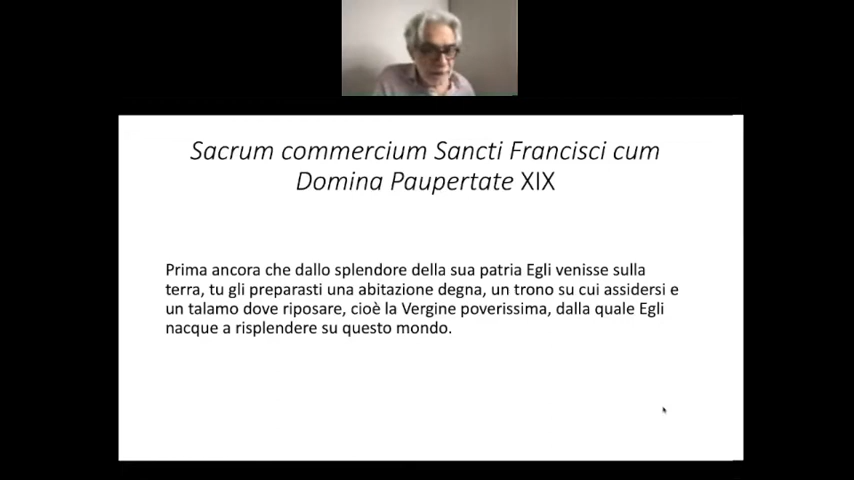 Sacrum commercium Sancti Francisci cum
Domina Paupertate XIX
Prima ancora che dallo splendore della sua patria Egli venisse sulla
terra, tu gli preparasti una abitazione degna, un trono su cui assidersi e
un talamo dove riposare, cioè la Vergine poverissima, dalla quale Egli
nacque a risplendere su questo mondo.